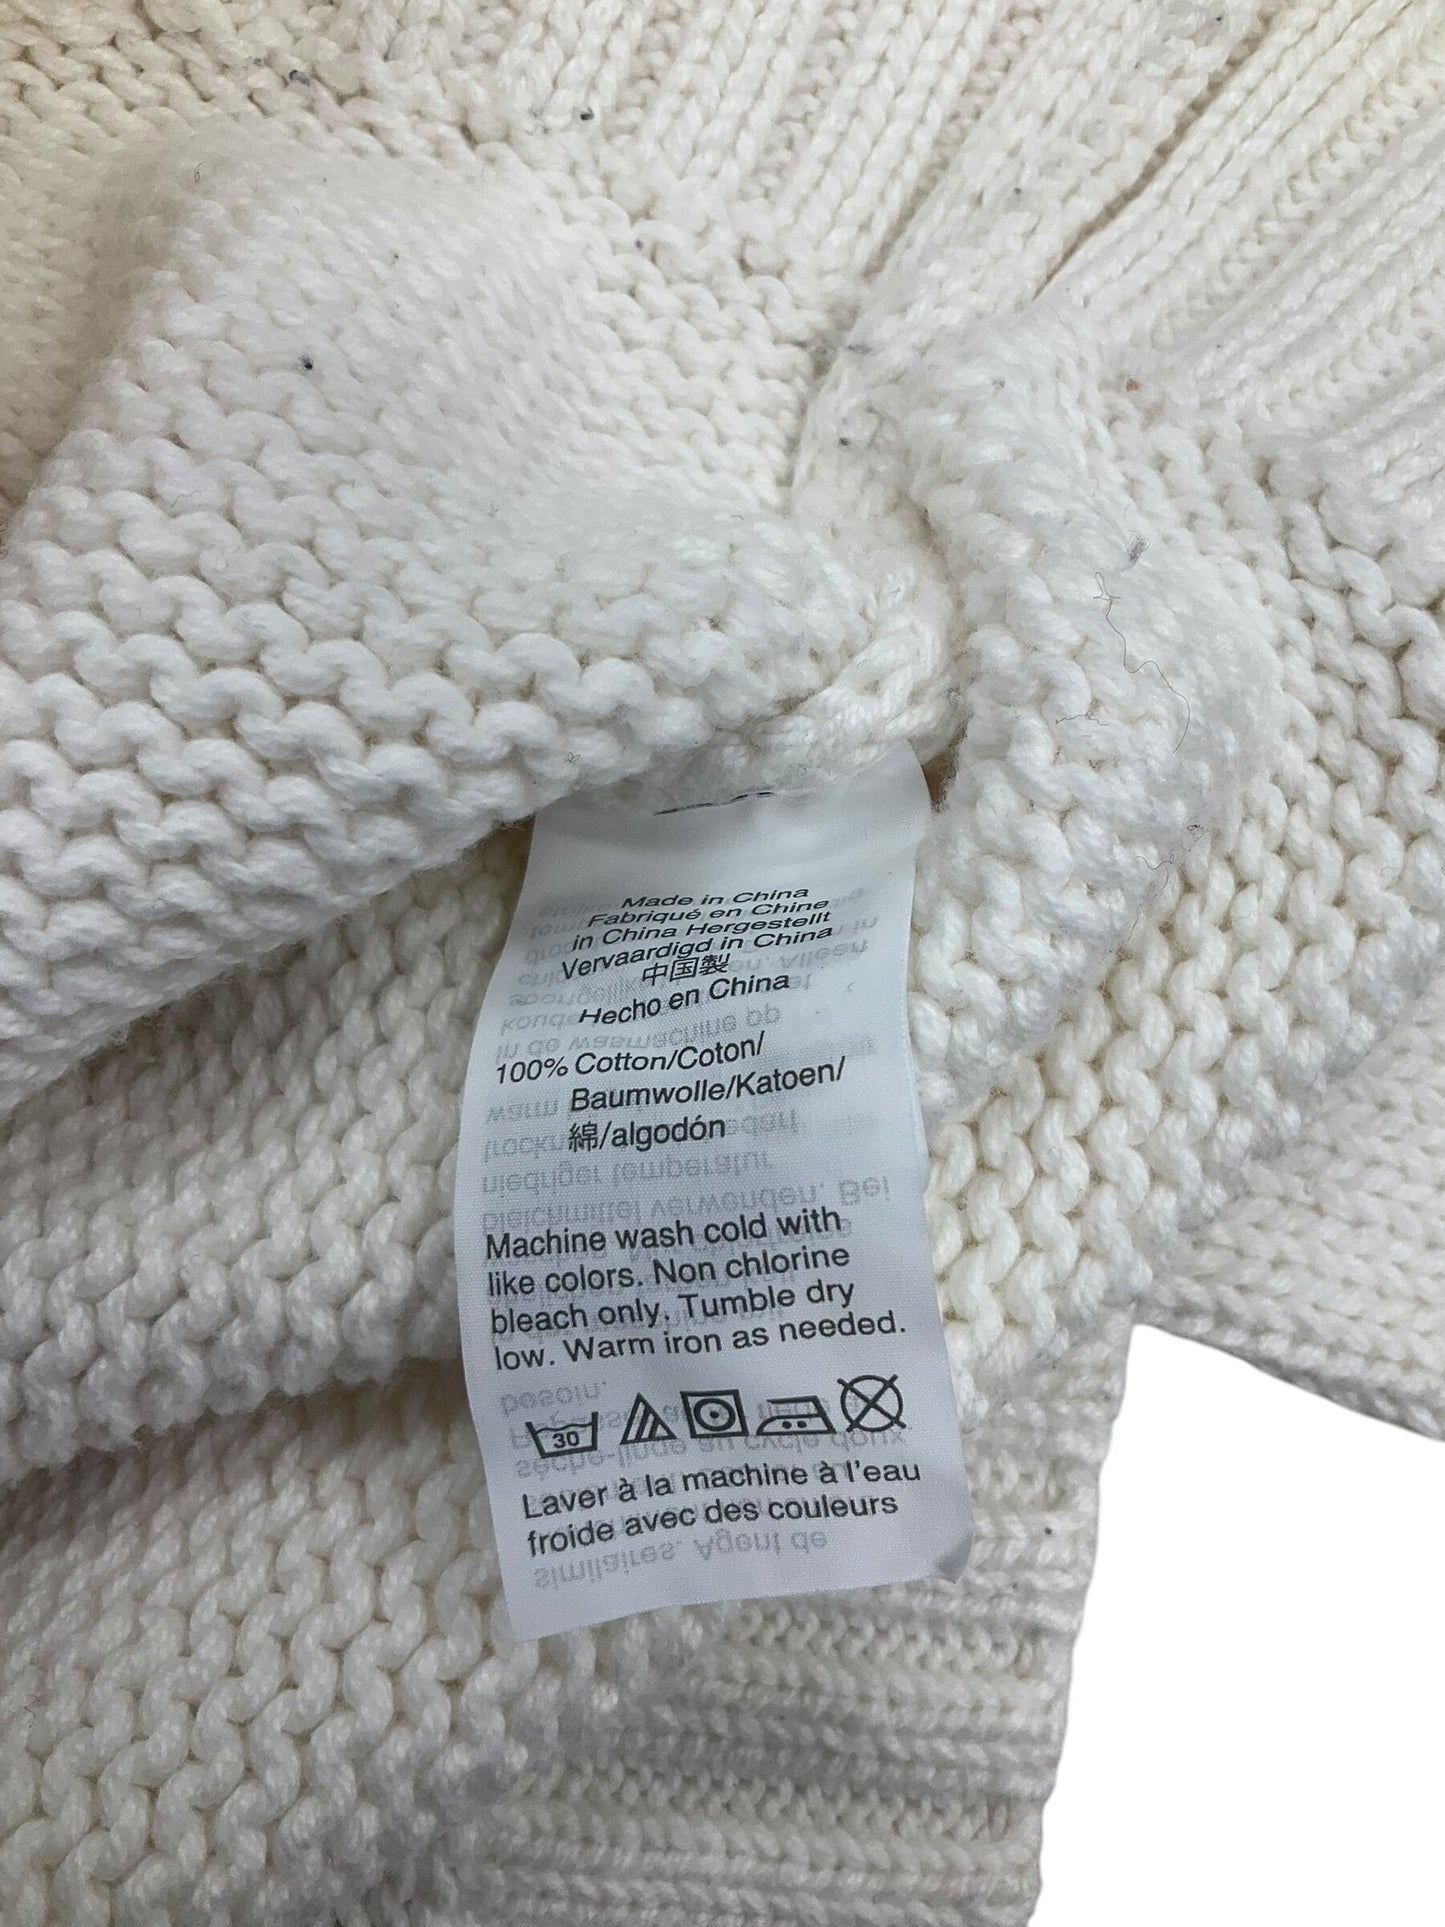 Made in China
Fabriqué en Chine
in China Hergestellt
Vervaardigd in China
中国製
Hecho en China
100% Cotton/Coton/
Baumwolle/Katoen/
綿/algodón
Machine wash cold with
like colors. Non chlorine
bleach only. Tumble dry
low. Warm iron as needed.
30
Laver à la machine à l'eau
froide avec des couleurs